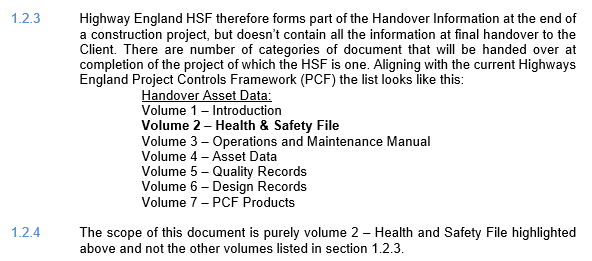 1.2.3 Highway England HSF therefore forms part of the Handover Information at the end of
a construction project, but doesn't contain all the information at final handover to the
Client. There are number of categories of document that will be handed over at
completion of the project of which the HSF is one. Aligning with the current Highways
England Project Controls Framework (PCF) the list looks like this:
Handover Asset Data:
Volume 1 – Introduction
Volume 2 – Health & Safety File
Volume 3 – Operations and Maintenance Manual
Volume 4 – Asset Data
Volume 5 – Quality Records
Volume 6 – Design Records
Volume 7 – PCF Products
1.2.4 The scope of this document is purely volume 2 – Health and Safety File highlighted
above and not the other volumes listed in section 1.2.3.